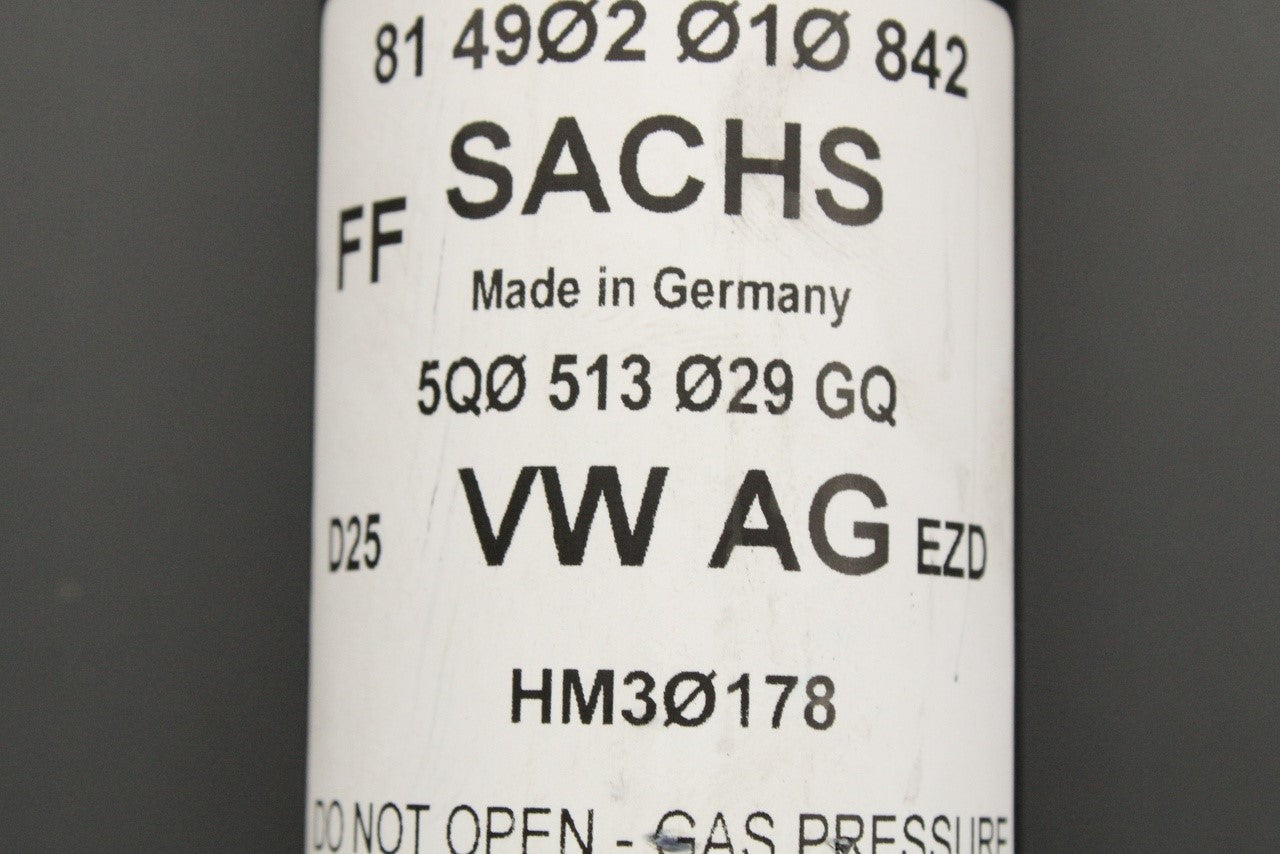 81 49Ø2 Ø1Ø 842
SACHS
FF
Made in Germany
5QØ 513 Ø29 GQ
D25 VW AG EZD
HM3Ø178
DO NOT OPEN - GAS PRESSURE